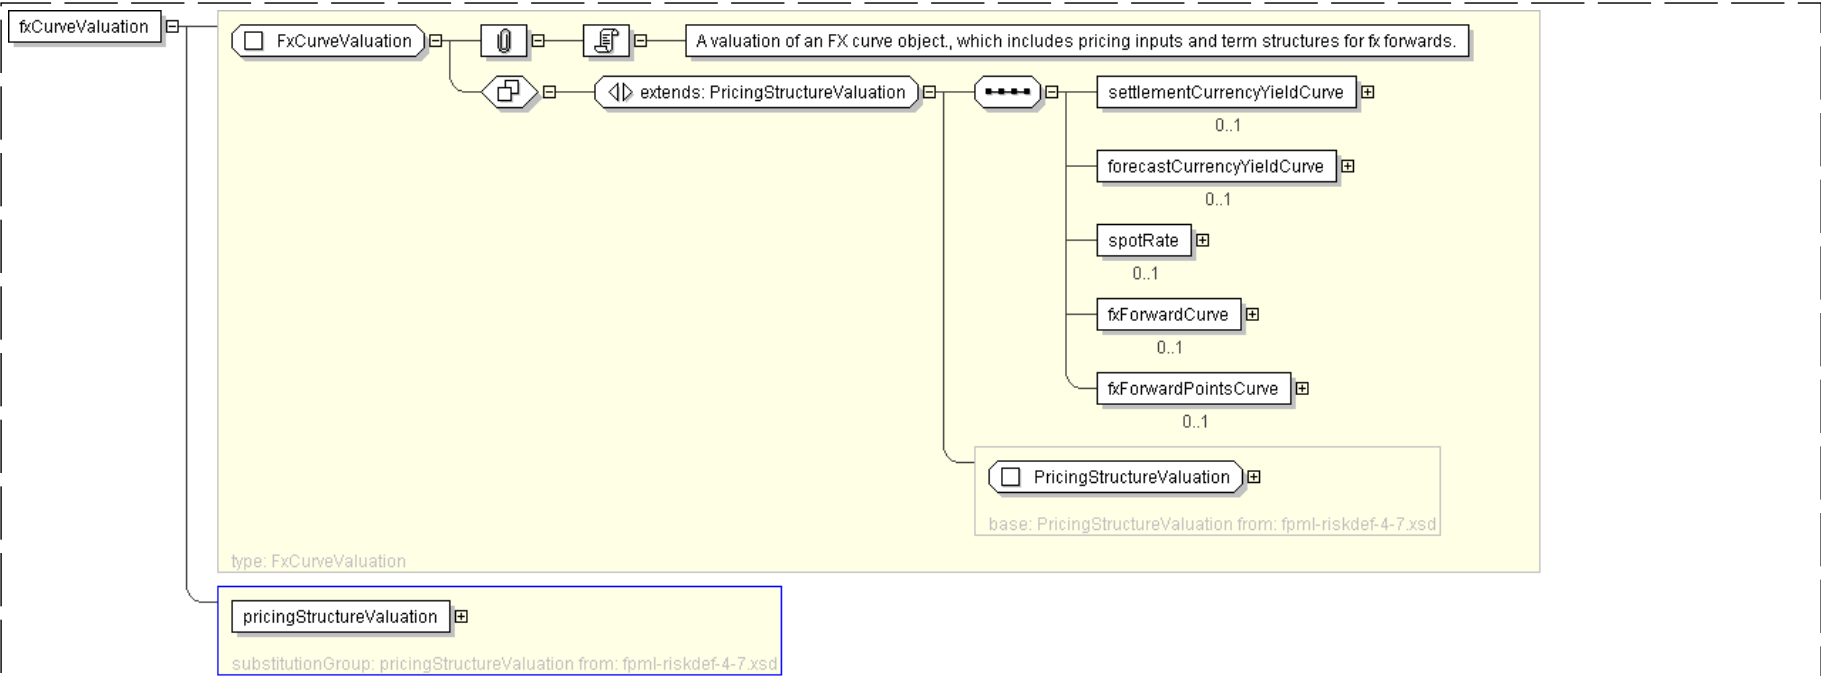 fxCurveValuation
FxCurveValuation
A valuation of an FX curve object., which includes pricing inputs and term structures for fx forwards.
extends: PricingStructureValuation
settlementCurrencyYieldCurve
0..1
forecastCurrencyYieldCurve
0..1
spotRate
0..1
fxForwardCurve
0..1
fxForwardPointsCurve
0..1
PricingStructureValuation
base: PricingStructureValuation from: fpml-riskdef-4-7.xsd
type: FxCurveValuation
pricingStructureValuation
substitutionGroup: pricingStructureValuation from: fpml-riskdef-4-7.xsd